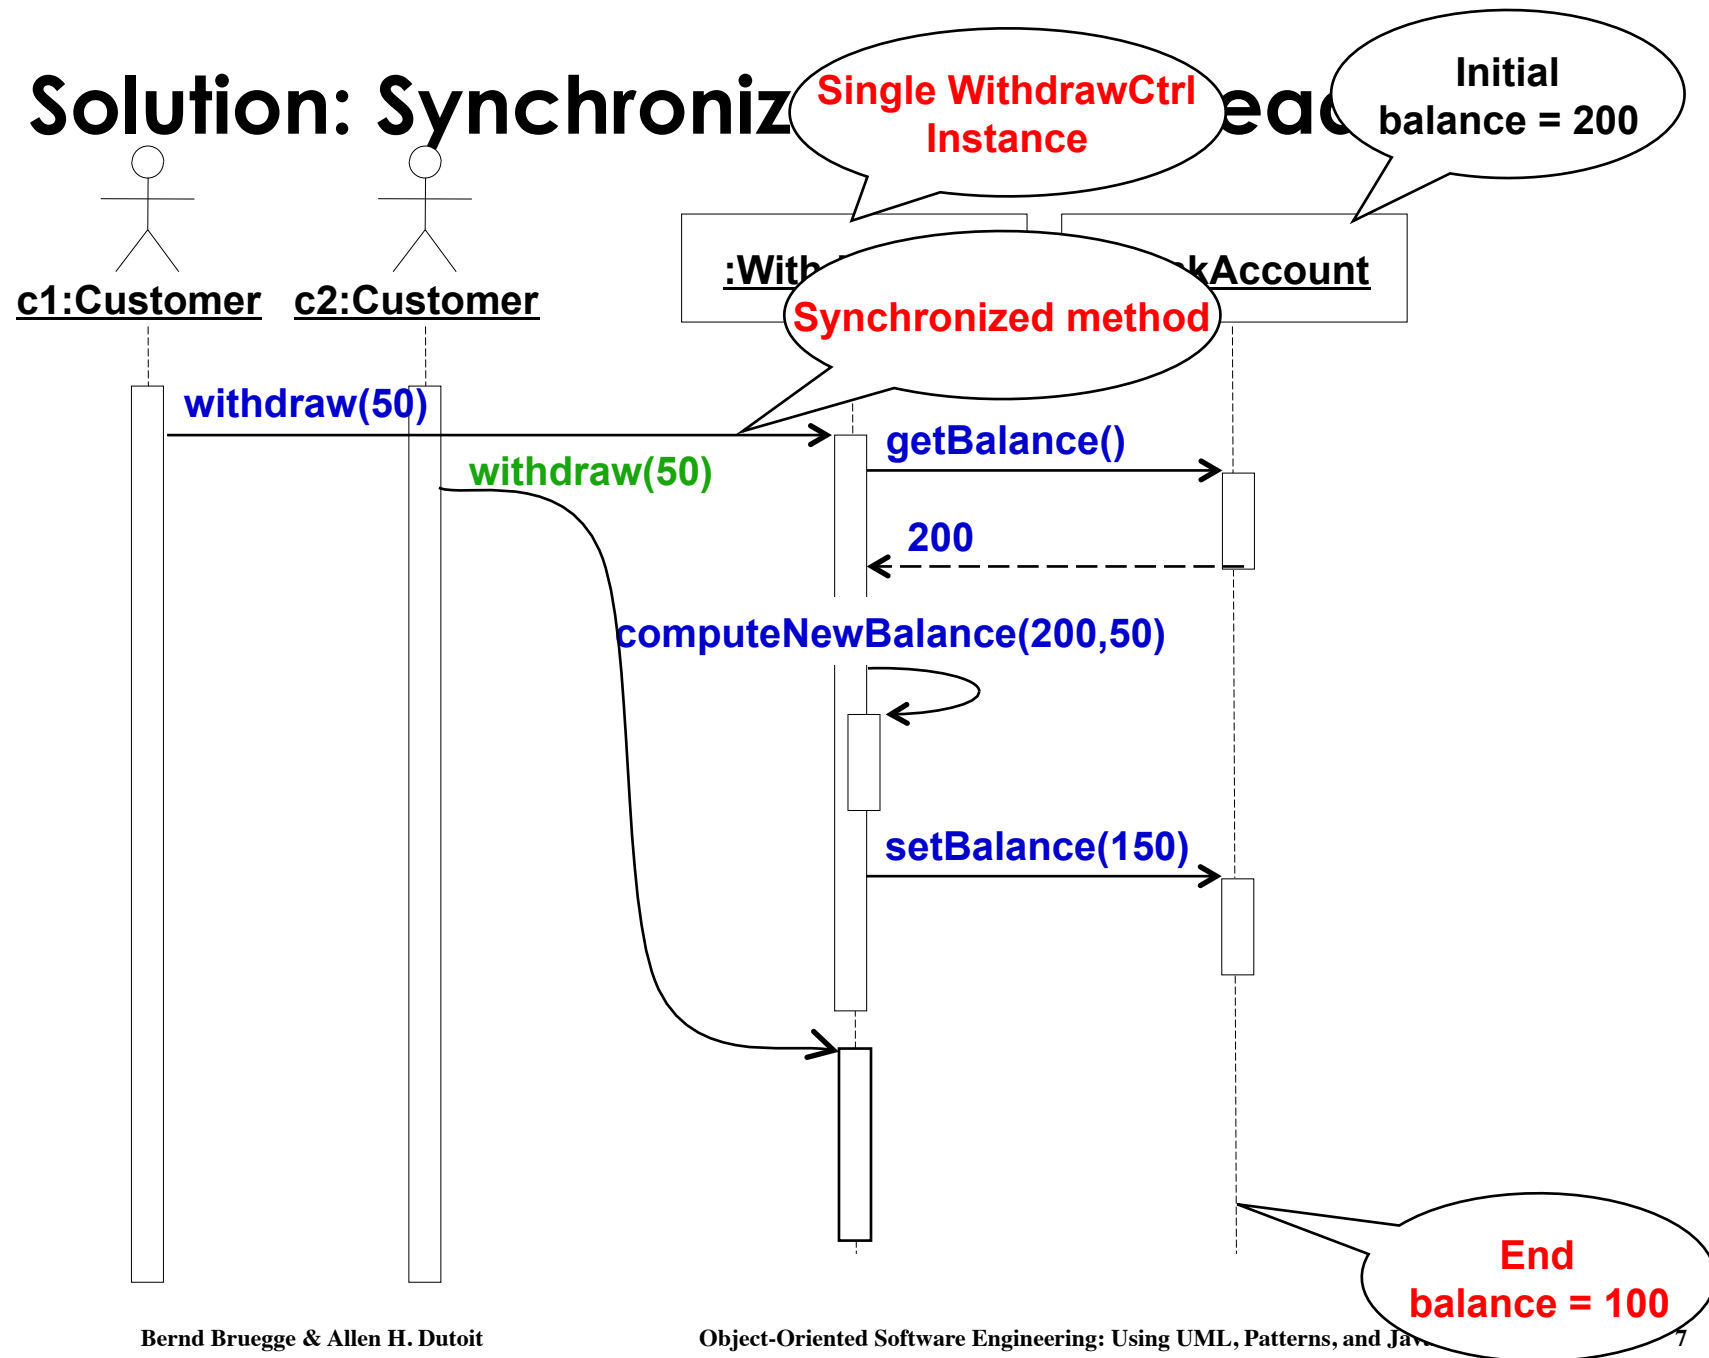 Solution: Synchroniz
Single WithdrawCtrl
Instance
Initial
balance = 200
c1:Customer
c2:Customer
:With
kAccount
Synchronized method
withdraw(50)
getBalance()
withdraw(50)
200
computeNewBalance(200,50)
setBalance(150)
End
balance = 100
Bernd Bruegge & Allen H. Dutoit
Object-Oriented Software Engineering: Using UML, Patterns, and Java
7